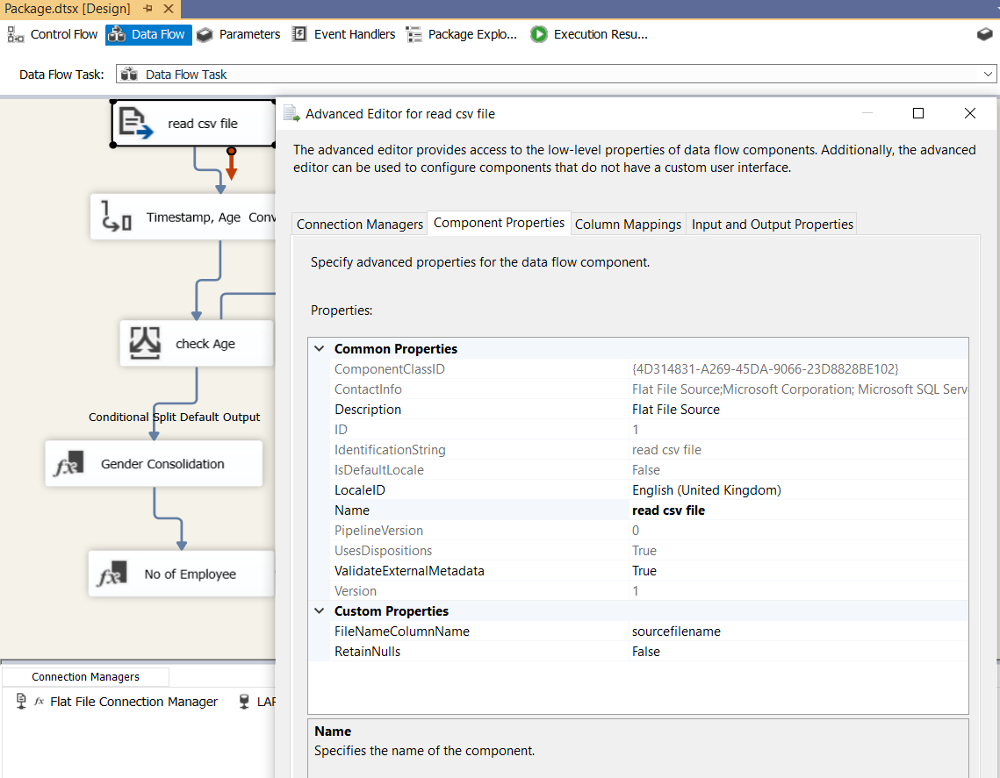 Package.dtsx [Design]
Control Flow Data Flow Parameters Event Handlers Package Explo... Execution Resu...
Data Flow Task: Data Flow Task
read csv file
Timestamp, Age Conv
check Age
Conditional Split Default Output
Gender Consolidation
No of Employee
Connection Managers
Flat File Connection Manager LAP
Advanced Editor for read csv file
The advanced editor provides access to the low-level properties of data flow components. Additionally, the advanced
editor can be used to configure components that do not have a custom user interface.
Connection Managers Component Properties Column Mappings Input and Output Properties
Specify advanced properties for the data flow component.
Properties:
Common Properties
ComponentClassID {4D314831-A269-45DA-9066-23D8828BE102}
ContactInfo Flat File Source;Microsoft Corporation; Microsoft SQL Serv
Description Flat File Source
ID 1
IdentificationString read csv file
IsDefaultLocale False
LocaleID English (United Kingdom)
Name read csv file
PipelineVersion 0
UsesDispositions True
ValidateExternalMetadata True
Version 1
Custom Properties
FileNameColumnName sourcefilename
RetainNulls False
Name
Specifies the name of the component.